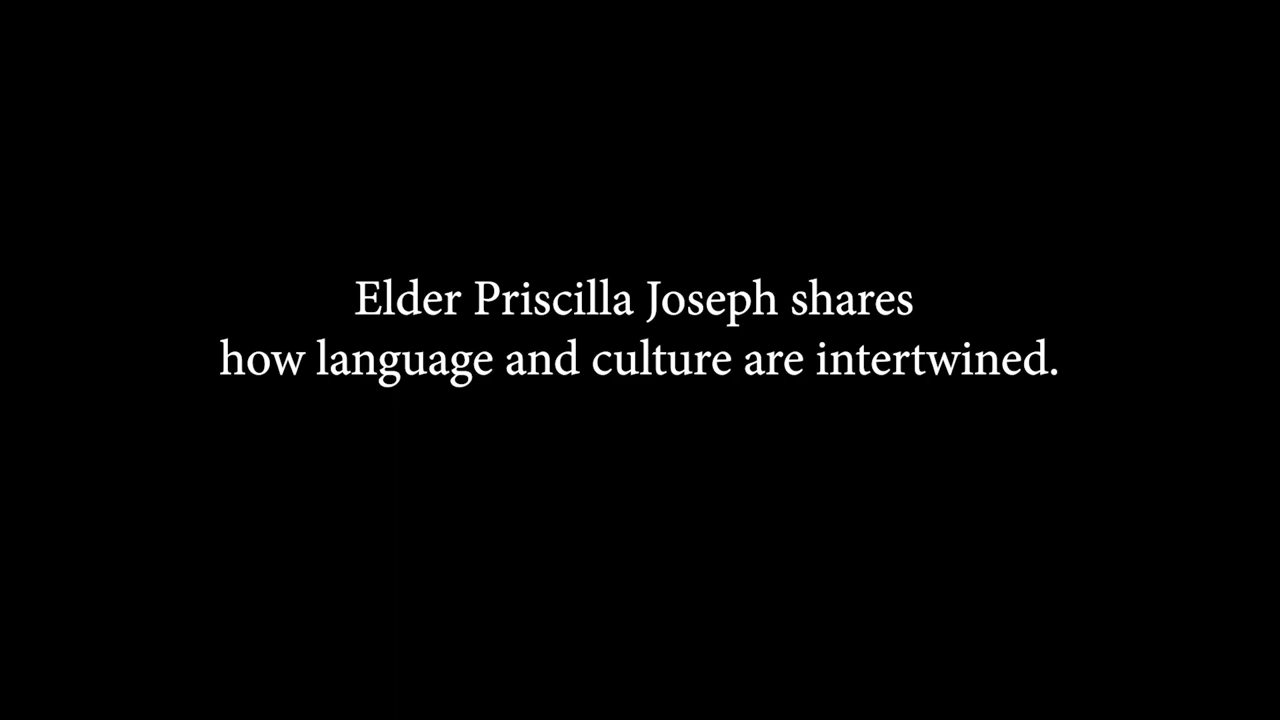 Elder Priscilla Joseph shares
how language and culture are intertwined.